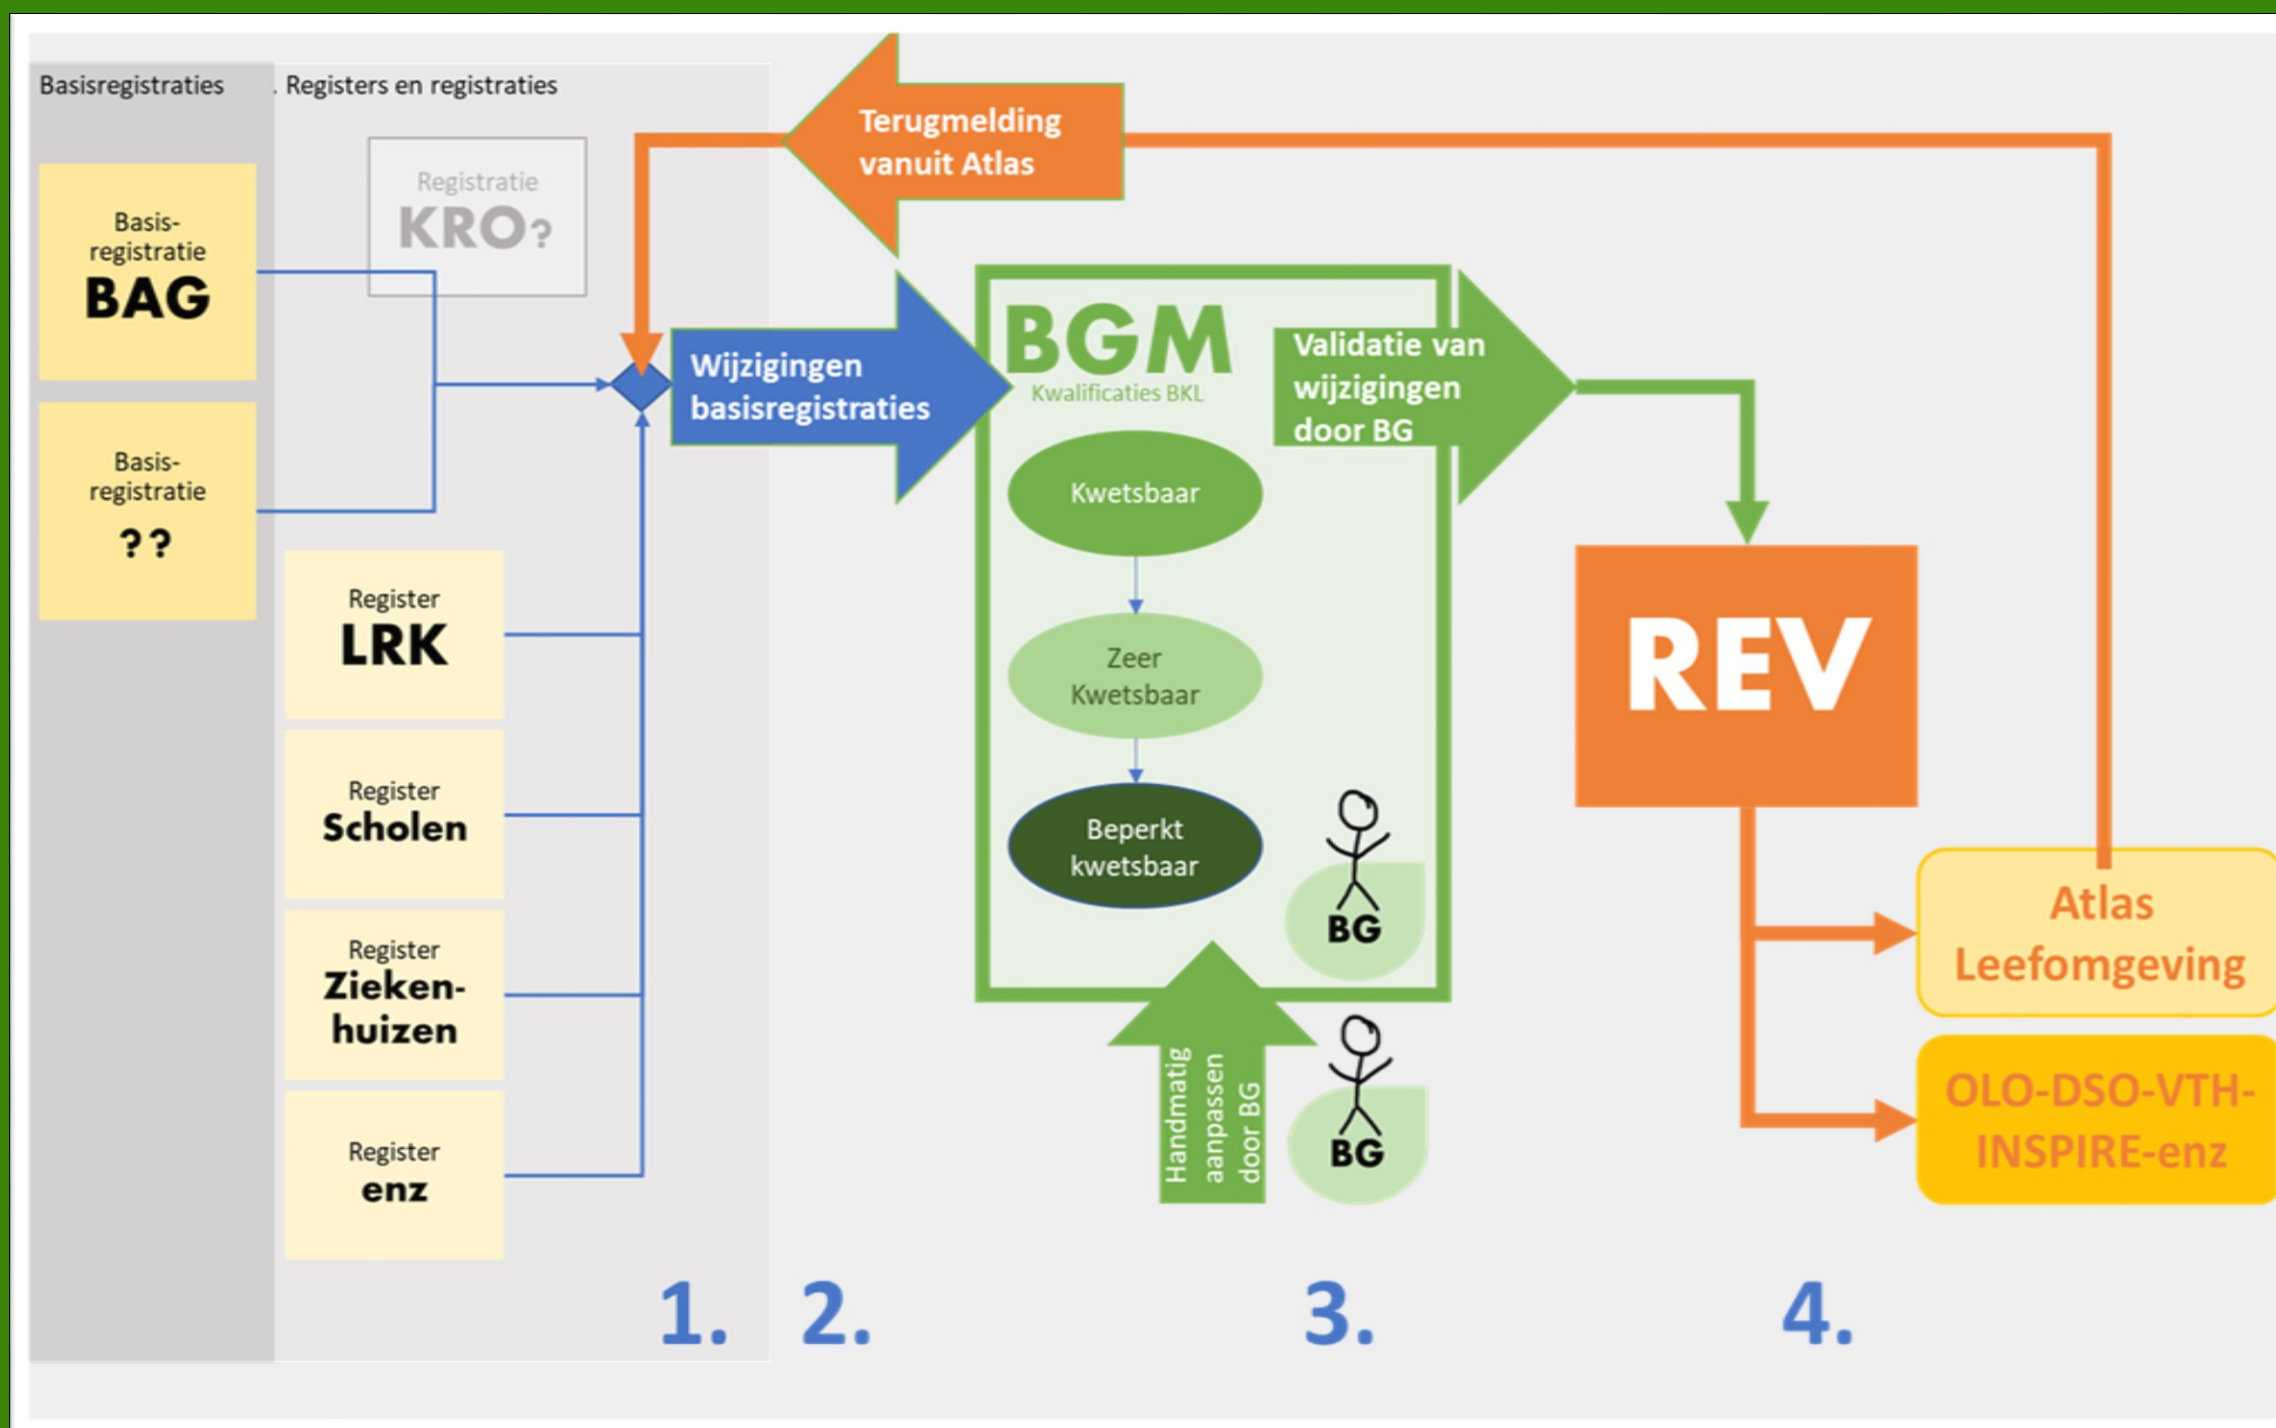 Basisregistraties
. Registers en registraties
Basis-
registratie
BAG
Basis-
registratie
??
Registratie
KRO?
Register
LRK
Register
Scholen
Register
Zieken-
huizen
Register
enz
Terugmelding
vanuit Atlas
Wijzigingen
basisregistraties
BGM
Kwalificaties BKL
Kwetsbaar
Zeer
Kwetsbaar
Beperkt
kwetsbaar
Validatie van
wijzigingen
door BG
BG
Handmatig
aanpassen
door BG
BG
REV
Atlas
Leefomgeving
OLO-DSO-VTH-
INSPIRE-enz
1.
2.
3.
4.